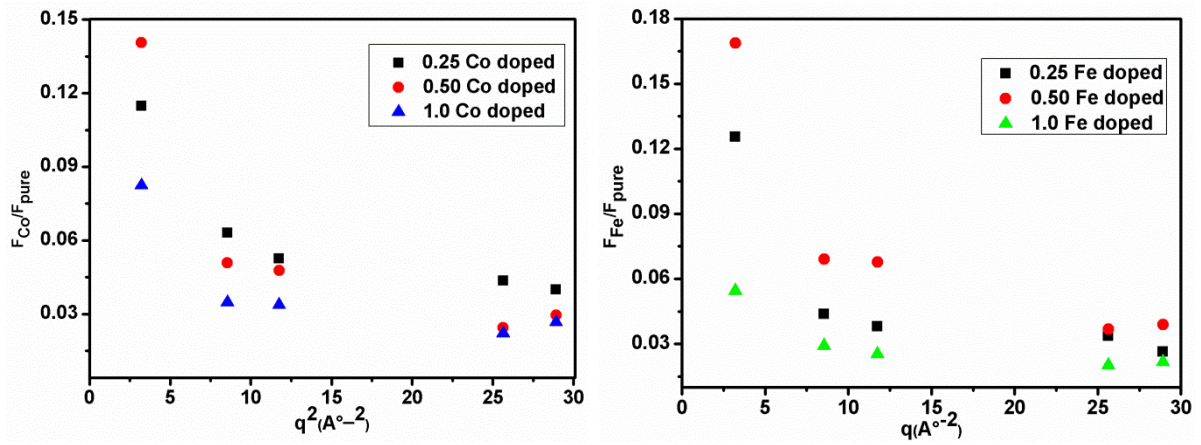 0.15
0.12
0.09
0.06
0.03
F_Co/F_pure
0.25 Co doped
0.50 Co doped
1.0 Co doped
0 5 10 15 20 25 30
q²(A°–²)
0.18
0.15
0.12
0.09
0.06
0.03
F_Fe/F_pure
0.25 Fe doped
0.50 Fe doped
1.0 Fe doped
0 5 10 15 20 25 30
q(A°⁻²)